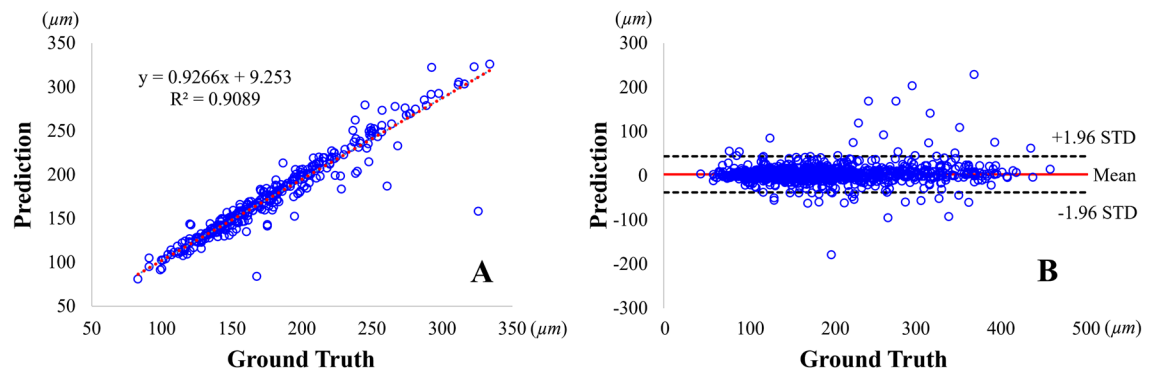 (µm)
350
300
250
200
150
100
50
y = 0.9266x + 9.253
R² = 0.9089
A
50 100 150 200 250 300 350 (µm)
Prediction
Ground Truth
(µm)
300
200
100
0
-100
-200
-300
+1.96 STD
Mean
-1.96 STD
B
0 100 200 300 400 500 (µm)
Prediction
Ground Truth